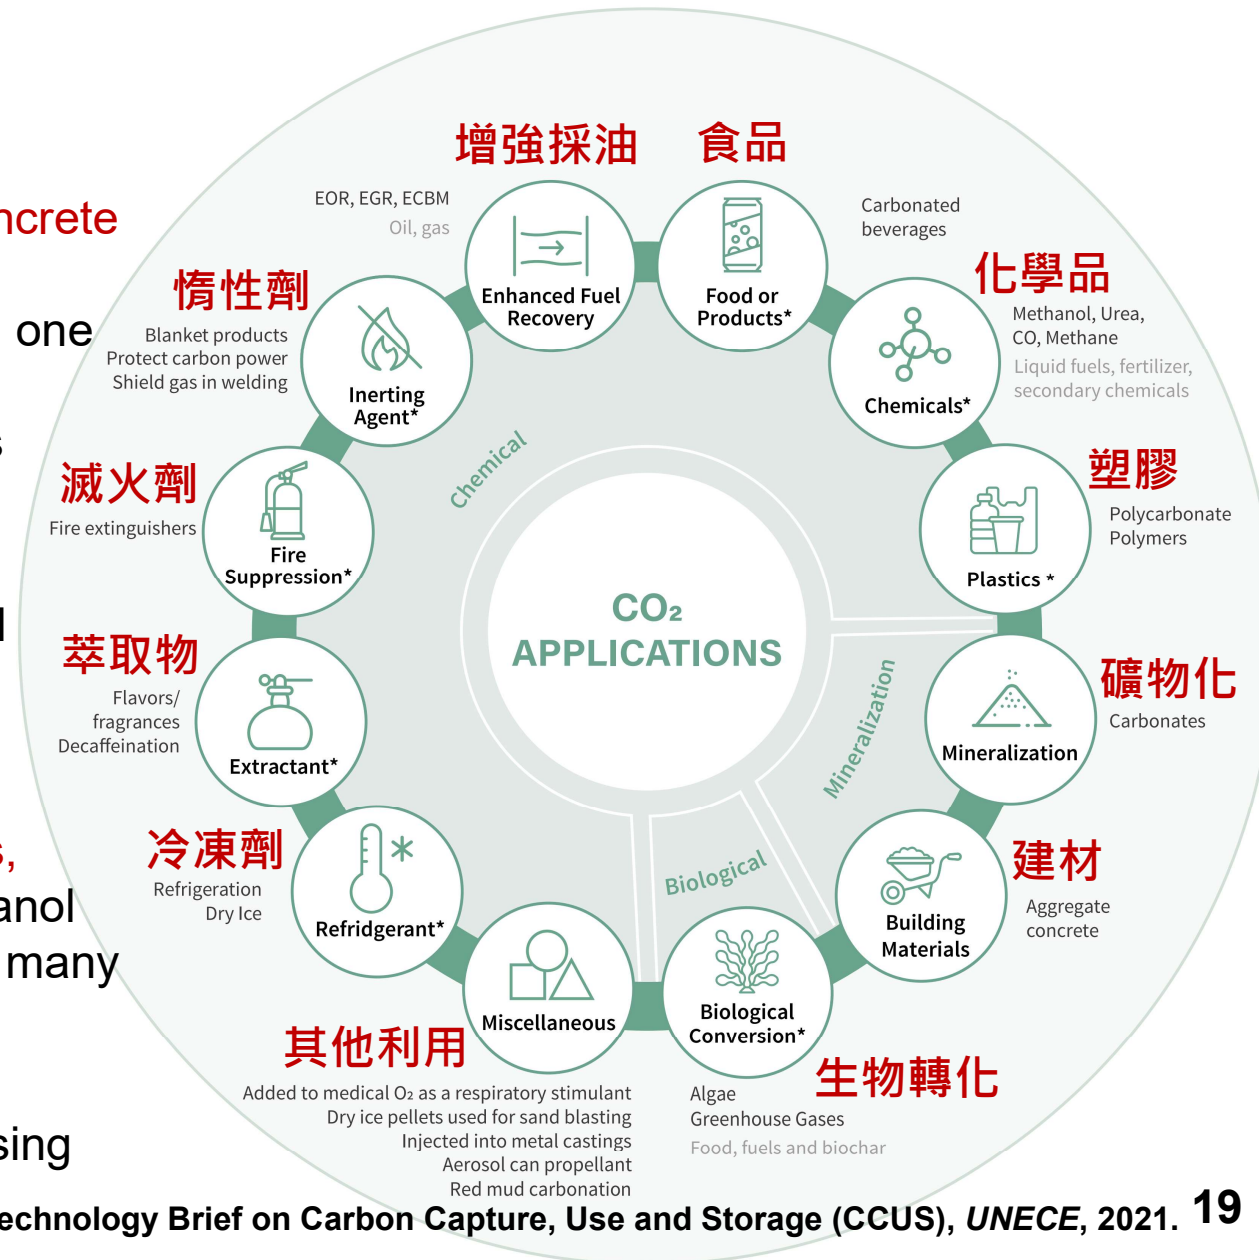 ncrete
one
s
l
s,
anol
many
sing
增強採油
EOR, EGR, ECBM
Oil, gas
Enhanced Fuel
Recovery
食品
Carbonated
beverages
Food or
Products*
化學品
Methanol, Urea,
CO, Methane
Liquid fuels, fertilizer,
secondary chemicals
Chemicals*
塑膠
Polycarbonate
Polymers
Plastics *
礦物化
Carbonates
Mineralization
建材
Aggregate
concrete
Building
Materials
生物轉化
Algae
Greenhouse Gases
Food, fuels and biochar
Biological
Conversion*
其他利用
Added to medical O₂ as a respiratory stimulant
Dry ice pellets used for sand blasting
Injected into metal castings
Aerosol can propellant
Red mud carbonation
Miscellaneous
冷凍劑
Refrigeration
Dry Ice
Refridgerant*
萃取物
Flavors/
fragrances
Decaffeination
Extractant*
滅火劑
Fire extinguishers
Fire
Suppression*
惰性劑
Blanket products
Protect carbon power
Shield gas in welding
Inerting
Agent*
Chemical
Mineralization
Biological
CO₂
APPLICATIONS
echnology Brief on Carbon Capture, Use and Storage (CCUS), UNECE, 2021.
19